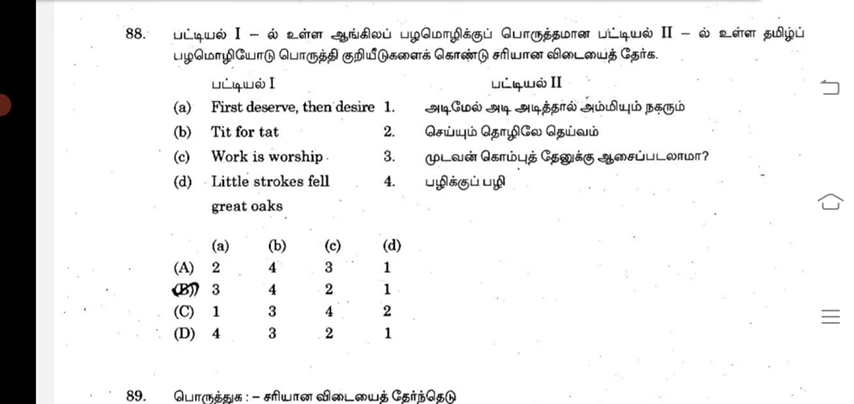 88. பட்டியல் I – ல் உள்ள ஆங்கிலப் பழமொழிக்குப் பொருத்தமான பட்டியல் II – ல் உள்ள தமிழ்ப்
பழமொழியோடு பொருத்தி குறியீடுகளைக் கொண்டு சரியான விடையைத் தேர்க.
பட்டியல் I பட்டியல் II
(a) First deserve, then desire 1. அடிமேல் அடி அடித்தால் அம்மியும் நகரும்
(b) Tit for tat 2. செய்யும் தொழிலே தெய்வம்
(c) Work is worship 3. முடவன் கொம்புத் தேனுக்கு ஆசைப்படலாமா?
(d) Little strokes fell 4. பழிக்குப் பழி
great oaks
(a) (b) (c) (d)
(A) 2 4 3 1
(B) 3 4 2 1
(C) 1 3 4 2
(D) 4 3 2 1
89. பொருத்துக : – சரியான விடையைத் தேர்ந்தெடு